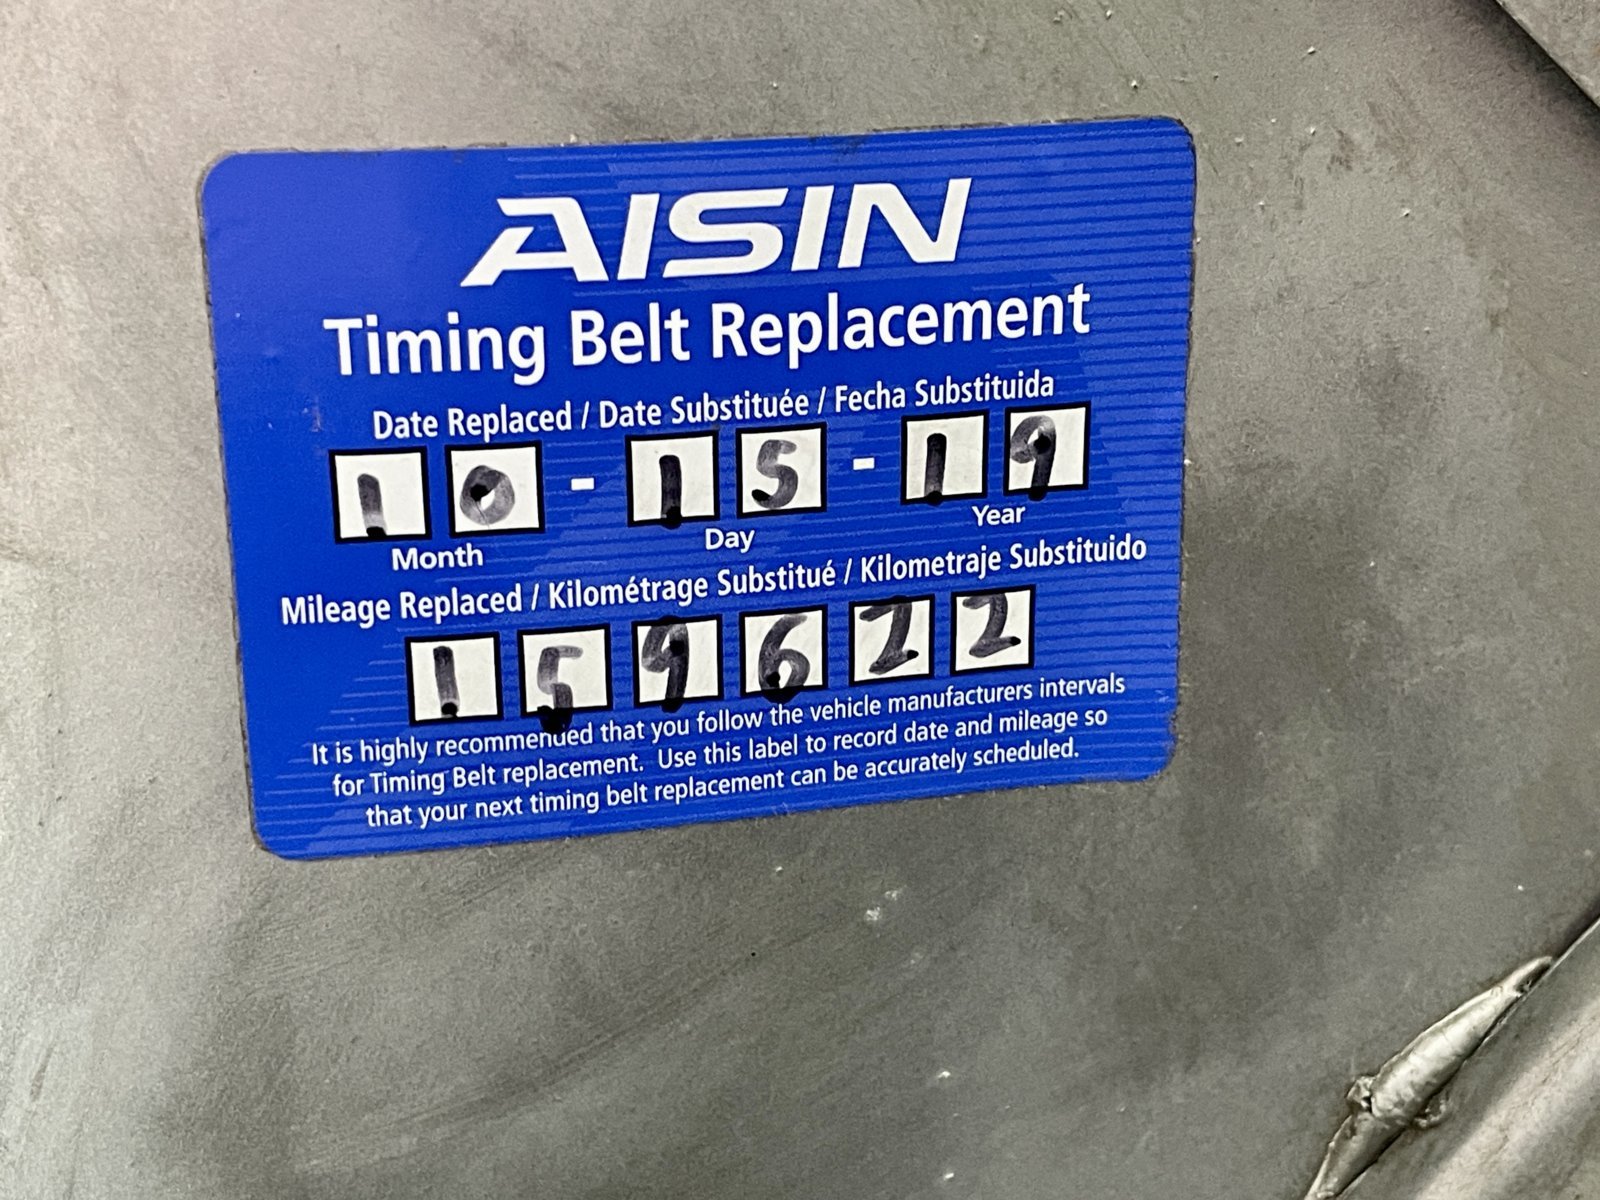 AISIN
Timing Belt Replacement
Date Replaced / Date Substituée / Fecha Substituida
10 - 15 - 19
Month Day Year
Mileage Replaced / Kilométrage Substitué / Kilometraje Substituido
159622
It is highly recommended that you follow the vehicle manufacturers intervals
for Timing Belt replacement. Use this label to record date and mileage so
that your next timing belt replacement can be accurately scheduled.